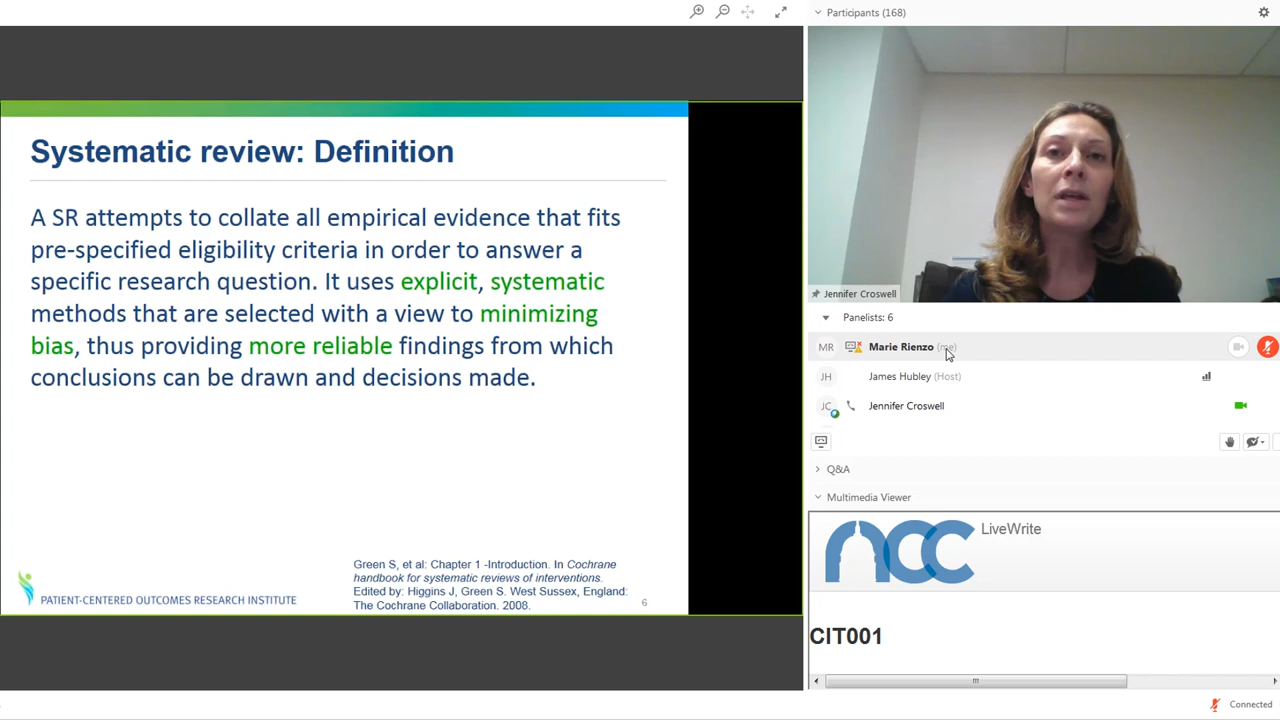 Participants (168)
Systematic review: Definition
A SR attempts to collate all empirical evidence that fits
pre-specified eligibility criteria in order to answer a
specific research question. It uses explicit, systematic
methods that are selected with a view to minimizing
bias, thus providing more reliable findings from which
conclusions can be drawn and decisions made.
Green S, et al: Chapter 1 -Introduction. In Cochrane
handbook for systematic reviews of interventions.
Edited by: Higgins J, Green S. West Sussex, England:
The Cochrane Collaboration. 2008.
PATIENT-CENTERED OUTCOMES RESEARCH INSTITUTE
6
Jennifer Croswell
Panelists: 6
MR Marie Rienzo (me)
JH James Hubley (Host)
JC Jennifer Croswell
Q&A
Multimedia Viewer
ncc LiveWrite
CIT001
Connected